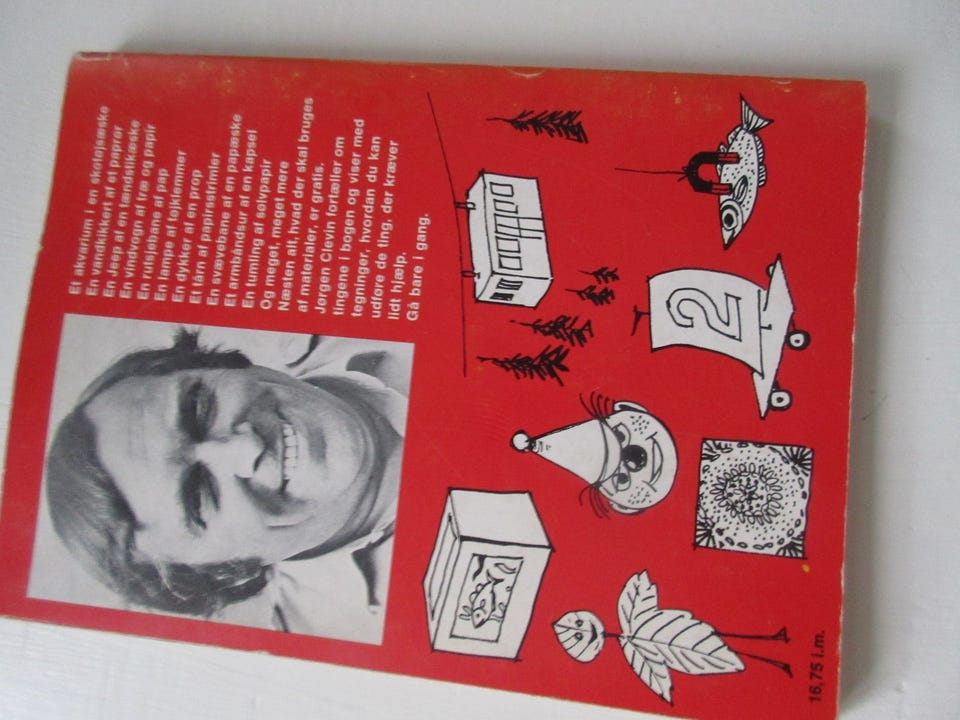 Et akvarium i en skotøjsæske
En vandkikkert af et paprør
En Jeep af en tændstikæske
En vindvogn af træ og papir
En rutsjebane af pap
En lampe af tøjklemmer
En dykker af en prop
Et tårn af papirstrimler
En svævebane af en papæske
Et armbåndsur af en kapsel
En tumling af sølvpapir
Og meget, meget mere
Næsten alt, hvad der skal bruges
af materialer, er gratis.
Jørgen Clevin fortæller om
tingene i bogen og viser med
tegninger, hvordan du kan
udføre de ting, der kræver
lidt hjælp.
Gå bare i gang.
2
16,75 i.m.